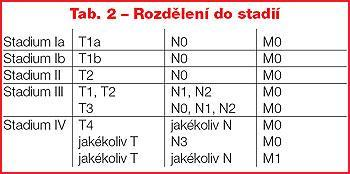 Tab. 2 – Rozdělení do stadií
Stadium Ia T1a N0 M0
Stadium Ib T1b N0 M0
Stadium II T2 N0 M0
Stadium III T1, T2 N1, N2 M0
T3 N0, N1, N2 M0
Stadium IV T4 jakékoliv N M0
jakékoliv T N3 M0
jakékoliv T jakékoliv N M1